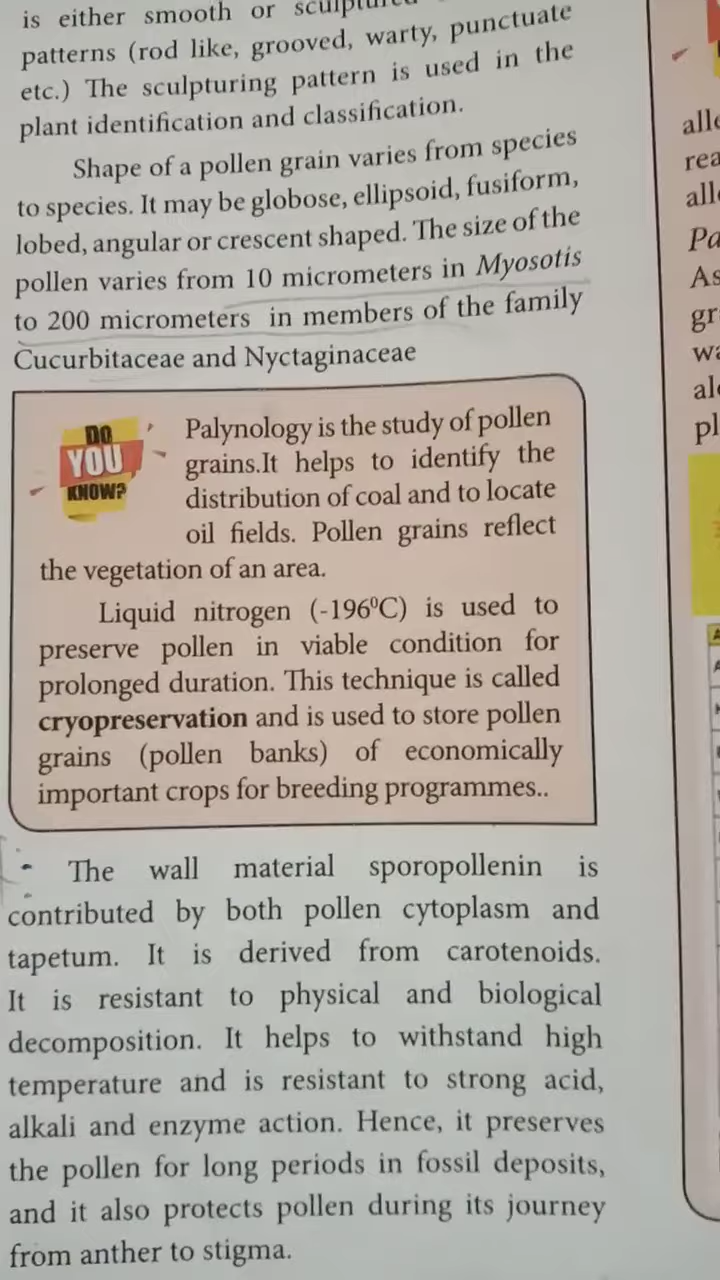 is either smooth or sculptured
patterns (rod like, grooved, warty, punctuate
etc.) The sculpturing pattern is used in the
plant identification and classification.
Shape of a pollen grain varies from species
to species. It may be globose, ellipsoid, fusiform,
lobed, angular or crescent shaped. The size of the
pollen varies from 10 micrometers in Myosotis
to 200 micrometers in members of the family
Cucurbitaceae and Nyctaginaceae
DO
YOU
KNOW?
Palynology is the study of pollen
grains.It helps to identify the
distribution of coal and to locate
oil fields. Pollen grains reflect
the vegetation of an area.
Liquid nitrogen (-196⁰C) is used to
preserve pollen in viable condition for
prolonged duration. This technique is called
cryopreservation and is used to store pollen
grains (pollen banks) of economically
important crops for breeding programmes..
The wall material sporopollenin is
contributed by both pollen cytoplasm and
tapetum. It is derived from carotenoids.
It is resistant to physical and biological
decomposition. It helps to withstand high
temperature and is resistant to strong acid,
alkali and enzyme action. Hence, it preserves
the pollen for long periods in fossil deposits,
and it also protects pollen during its journey
from anther to stigma.